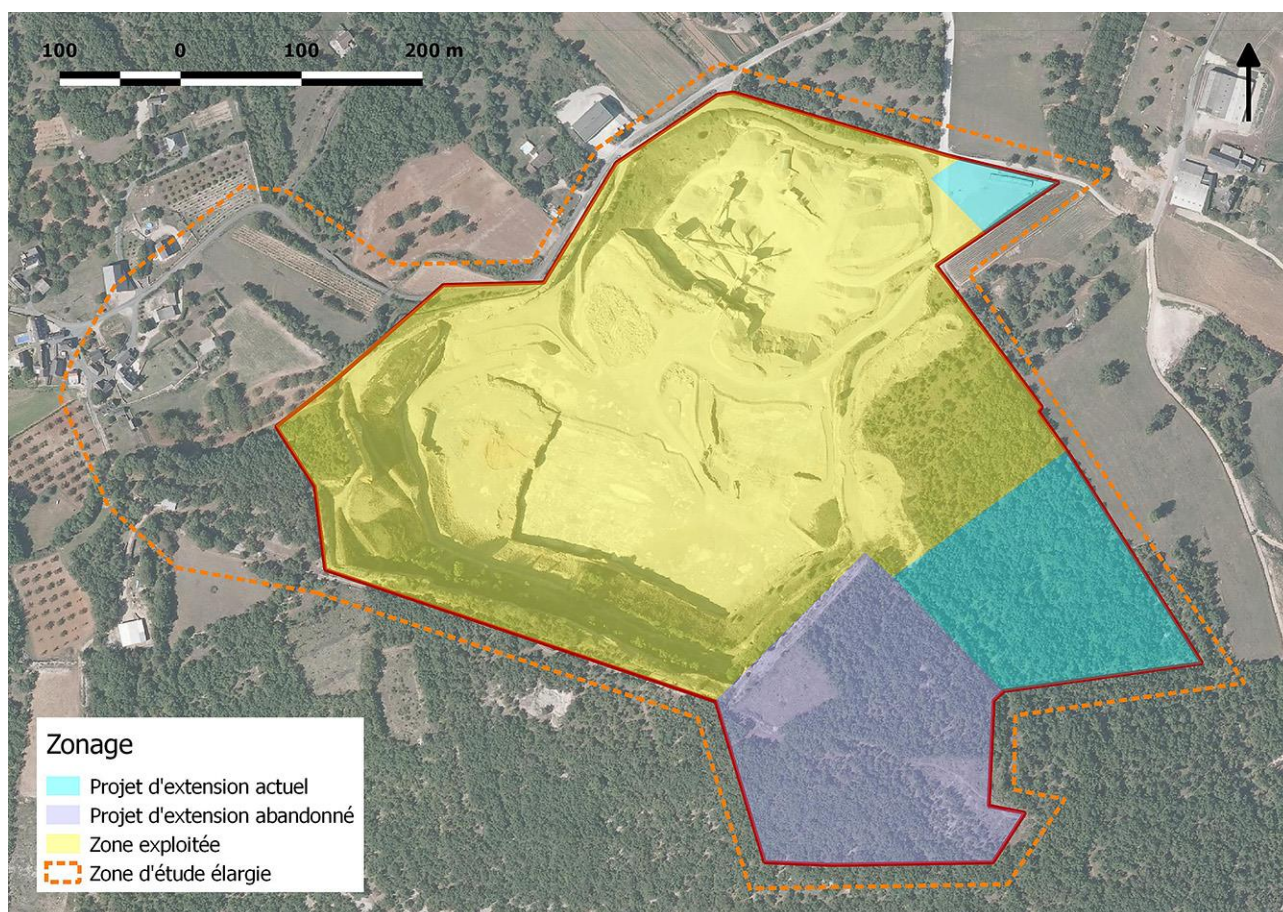 100 0 100 200 m
Zonage
Projet d'extension actuel
Projet d'extension abandonné
Zone exploitée
Zone d'étude élargie